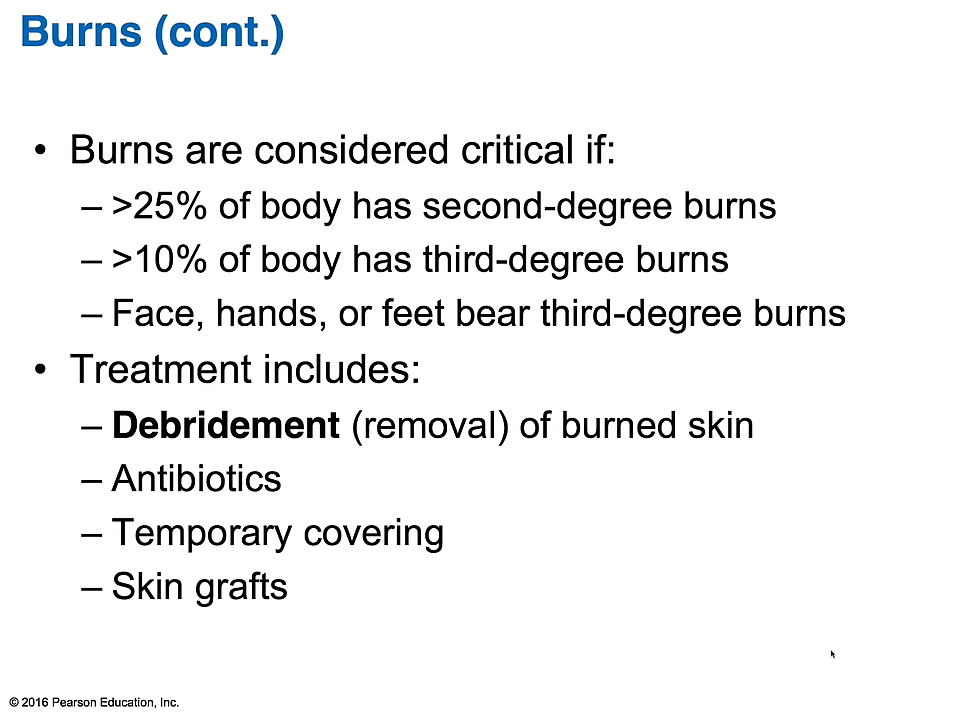 Burns (cont.)
• Burns are considered critical if:
– >25% of body has second-degree burns
– >10% of body has third-degree burns
– Face, hands, or feet bear third-degree burns
• Treatment includes:
– Debridement (removal) of burned skin
– Antibiotics
– Temporary covering
– Skin grafts
© 2016 Pearson Education, Inc.